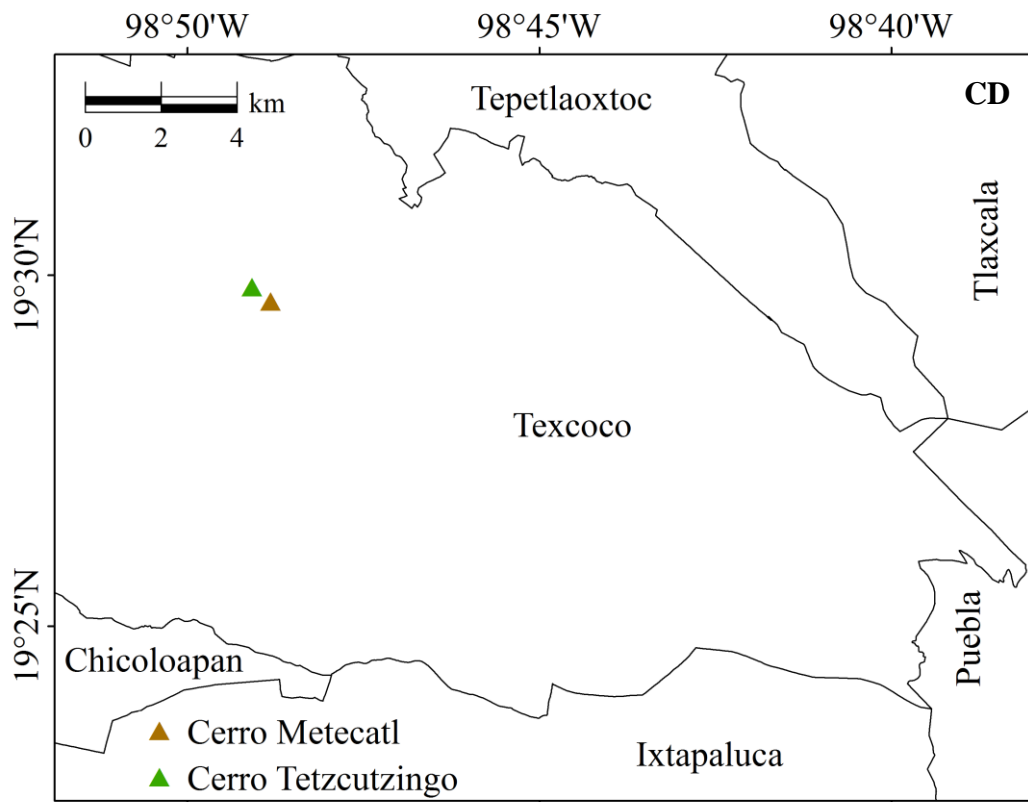 98°50'W 98°45'W 98°40'W
km
0 2 4
Tepetlaoxtoc
CD
Tlaxcala
19°30'N
Texcoco
19°25'N
Puebla
Chicoloapan
Cerro Metecatl
Ixtapaluca
Cerro Tetzcutzingo